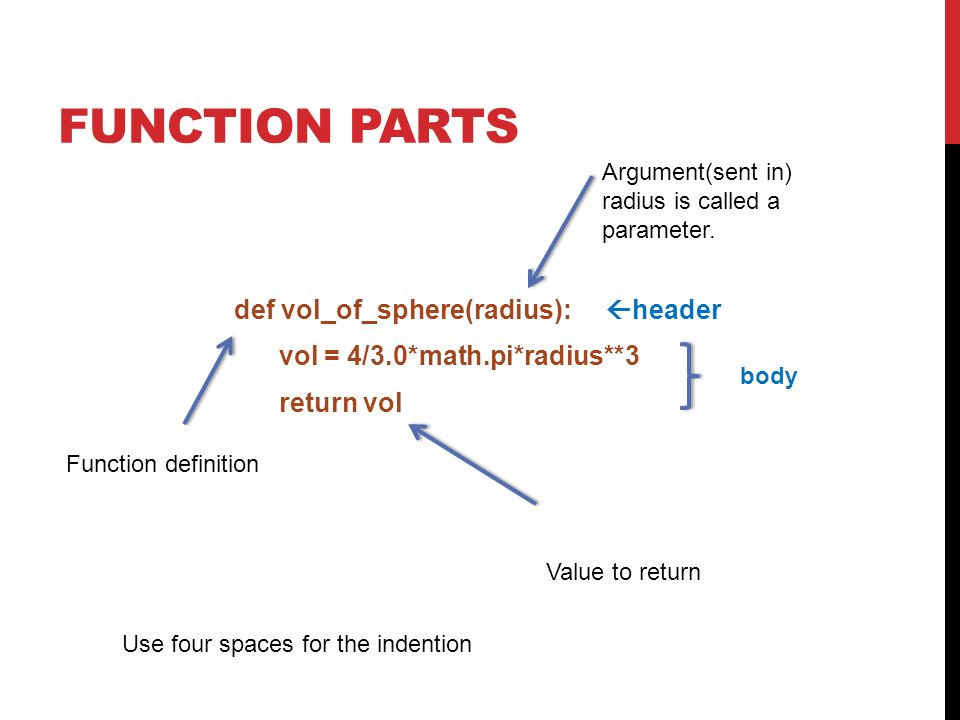 FUNCTION PARTS
Argument(sent in)
radius is called a
parameter.
def vol_of_sphere(radius): ←header
vol = 4/3.0*math.pi*radius**3
body
return vol
Function definition
Value to return
Use four spaces for the indention